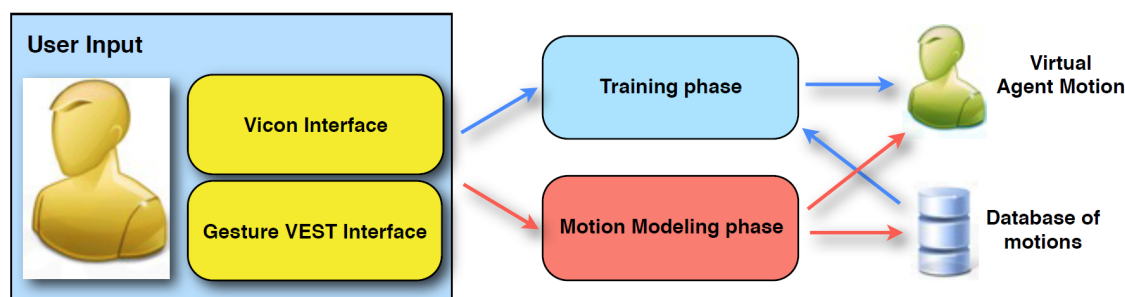 User Input
Vicon Interface
Gesture VEST Interface
Training phase
Motion Modeling phase
Virtual
Agent Motion
Database of
motions